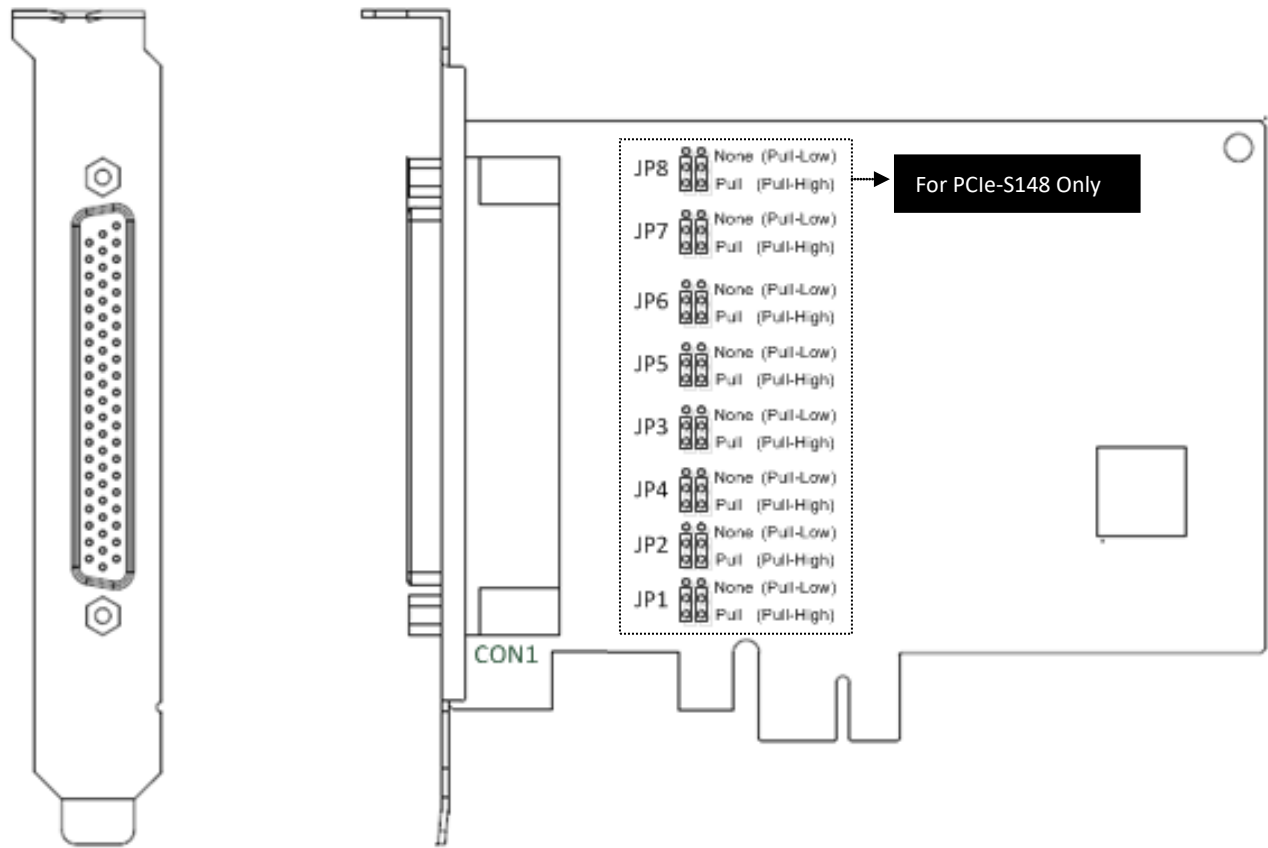 JP8 None (Pull-Low)
Pull (Pull-High)
For PCIe-S148 Only
JP7 None (Pull-Low)
Pull (Pull-High)
JP6 None (Pull-Low)
Pull (Pull-High)
JP5 None (Pull-Low)
Pull (Pull-High)
JP3 None (Pull-Low)
Pull (Pull-High)
JP4 None (Pull-Low)
Pull (Pull-High)
JP2 None (Pull-Low)
Pull (Pull-High)
JP1 None (Pull-Low)
Pull (Pull-High)
CON1